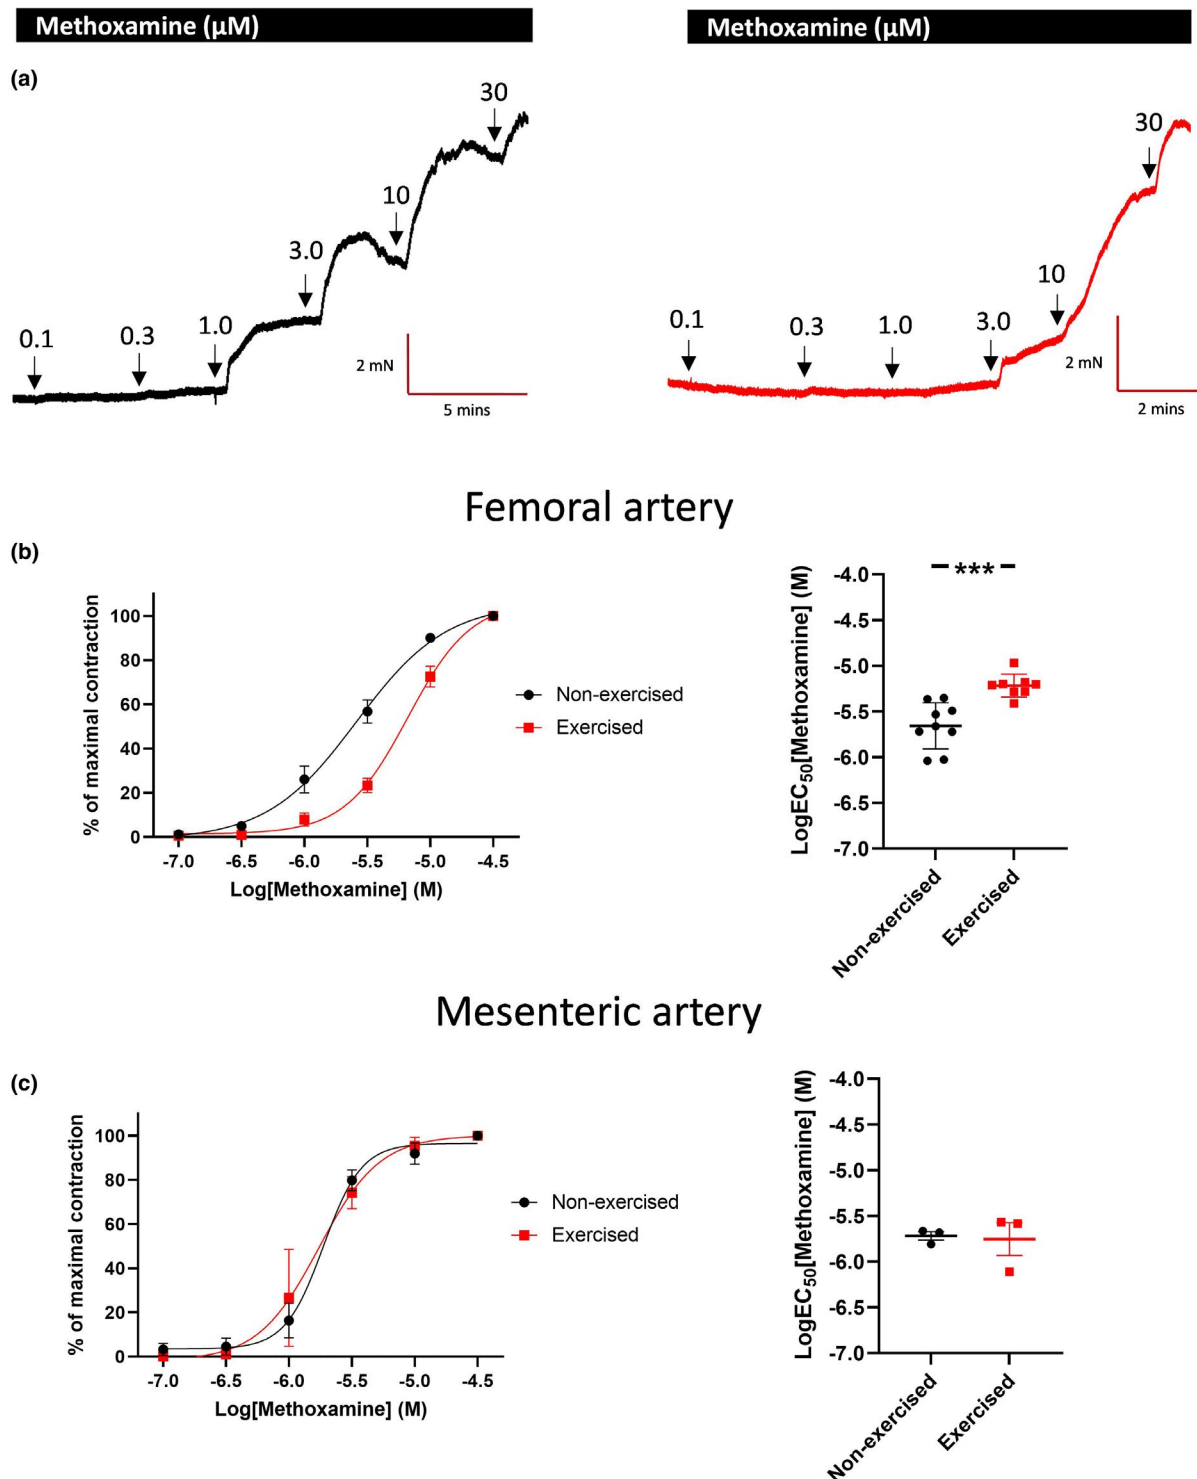 Methoxamine (µM)
Methoxamine (µM)
(a)
0.1
0.3
1.0
3.0
10
30
2 mN
5 mins
0.1
0.3
1.0
3.0
10
30
2 mN
2 mins
Femoral artery
(b)
% of maximal contraction
100
80
60
40
20
0
-7.0
-6.5
-6.0
-5.5
-5.0
-4.5
Log[Methoxamine] (M)
Non-exercised
Exercised
LogEC50[Methoxamine] (M)
-4.0
-4.5
-5.0
-5.5
-6.0
-6.5
-7.0
***
Non-exercised
Exercised
Mesenteric artery
(c)
% of maximal contraction
100
80
60
40
20
0
-7.0
-6.5
-6.0
-5.5
-5.0
-4.5
Log[Methoxamine] (M)
Non-exercised
Exercised
LogEC50[Methoxamine] (M)
-4.0
-4.5
-5.0
-5.5
-6.0
-6.5
-7.0
Non-exercised
Exercised